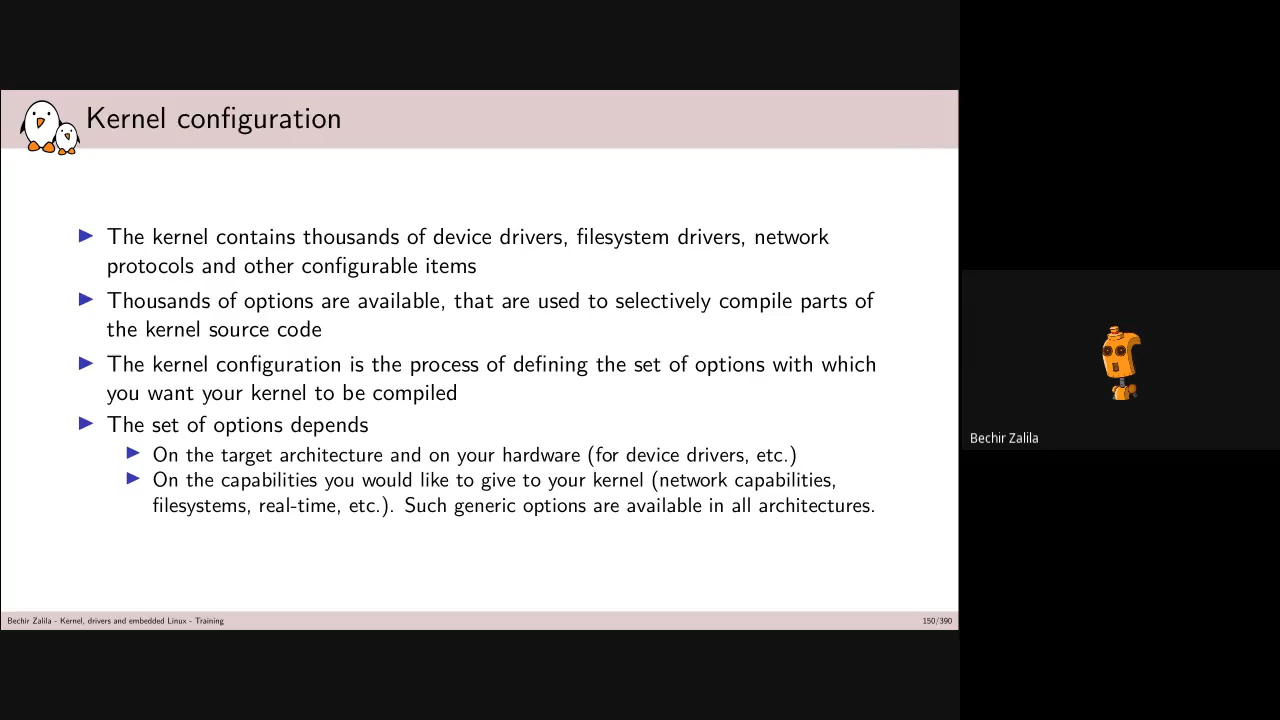 Kernel configuration
▶ The kernel contains thousands of device drivers, filesystem drivers, network
protocols and other configurable items
▶ Thousands of options are available, that are used to selectively compile parts of
the kernel source code
▶ The kernel configuration is the process of defining the set of options with which
you want your kernel to be compiled
▶ The set of options depends
▶ On the target architecture and on your hardware (for device drivers, etc.)
▶ On the capabilities you would like to give to your kernel (network capabilities,
filesystems, real-time, etc.). Such generic options are available in all architectures.
Bechir Zalila - Kernel, drivers and embedded Linux - Training
150/390
Bechir Zalila